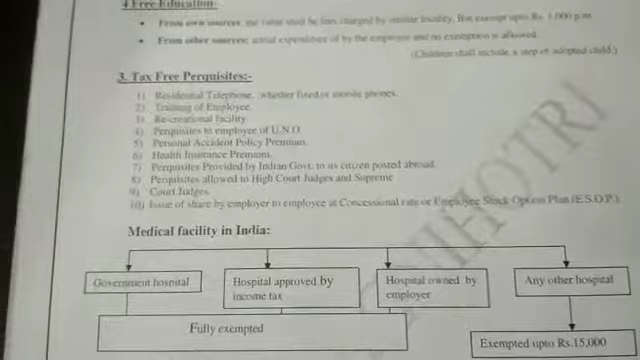 4 Free Education-
• From own sources, the value shall be fees charged by similar facility. But exempt upto Rs. 1,000 p.m.
• From other sources: actual expenditure of by the employer and no exemption is allowed.
(Children shall include a step or adopted child.)
3. Tax Free Perquisites:-
1) Residential Telephone, whether fixed or mobile phones.
2) Training of Employee
3) Re-creational facility
4) Perquisites to employee of U.N.O.
5) Personal Accident Policy Premium.
6) Health Insurance Premium.
7) Perquisites Provided by Indian Govt. to its citizen posted abroad.
8) Perquisites allowed to High Court Judges and Supreme
9) Court Judges.
10) Issue of share by employer to employee at Concessional rate or Employee Stock Option Plan (E.S.O.P.)
Medical facility in India:
Government hospital
Hospital approved by
income tax
Hospital owned by
employer
Any other hospital
Fully exempted
Exempted upto Rs.15,000